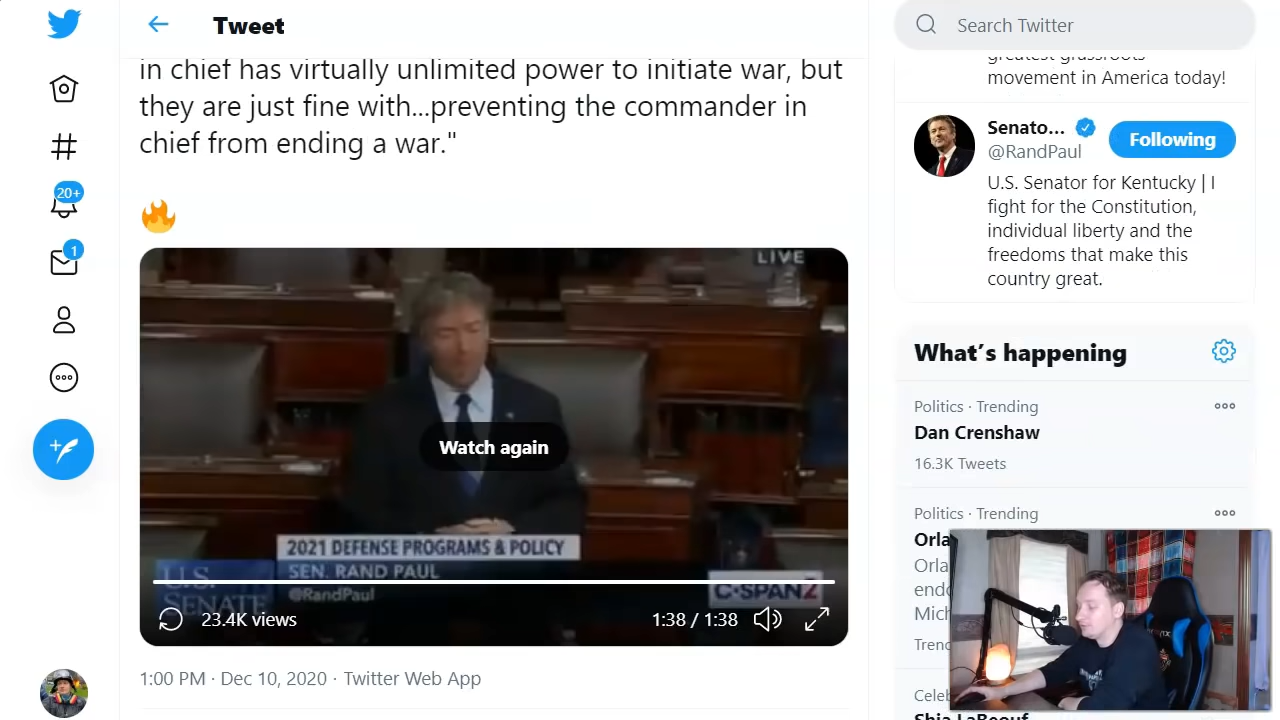 Tweet
in chief has virtually unlimited power to initiate war, but
they are just fine with...preventing the commander in
chief from ending a war."
20+
1
LIVE
Watch again
2021 DEFENSE PROGRAMS & POLICY
SEN. RAND PAUL
@RandPaul
U.S.
SENATE
C-SPAN2
23.4K views
1:38 / 1:38
1:00 PM · Dec 10, 2020 · Twitter Web App
Search Twitter
greatest grassroots
movement in America today!
Senato...
@RandPaul
Following
U.S. Senator for Kentucky | I
fight for the Constitution,
individual liberty and the
freedoms that make this
country great.
What's happening
Politics · Trending
Dan Crenshaw
16.3K Tweets
Politics · Trending
Orla
Orla
endo
Mich
Trend
Celeb
Shia LaBeouf